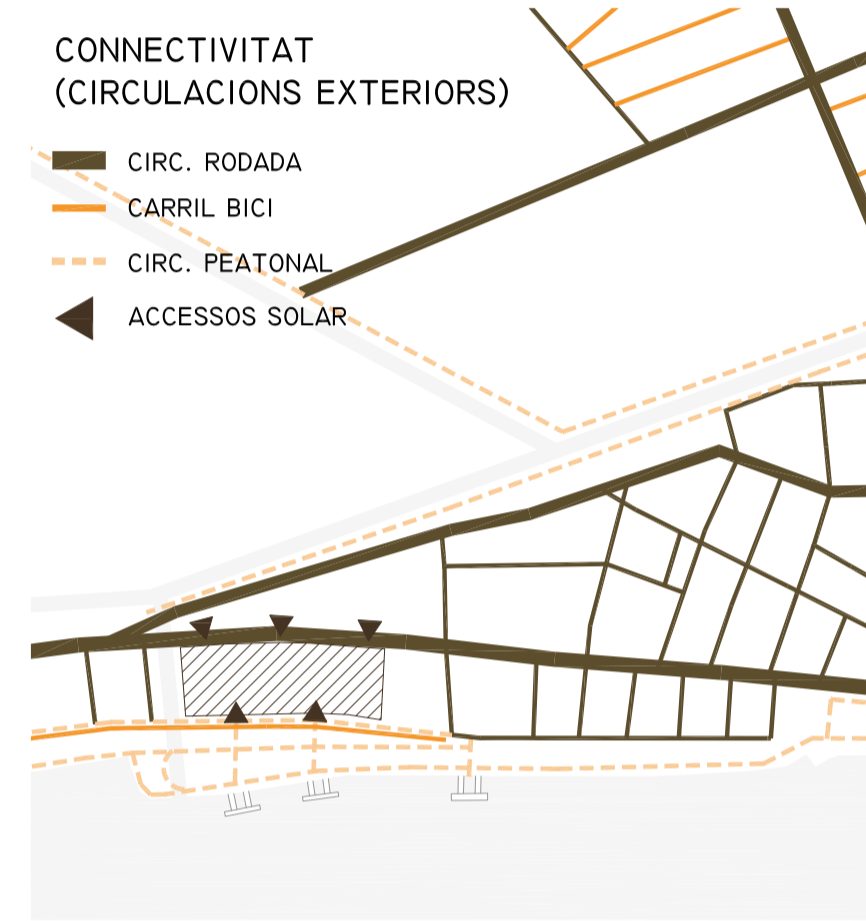 CONNECTIVITAT
(CIRCULACIONS EXTERIORS)
CIRC. RODADA
CARRIL BICI
CIRC. PEATONAL
ACCESSOS SOLAR